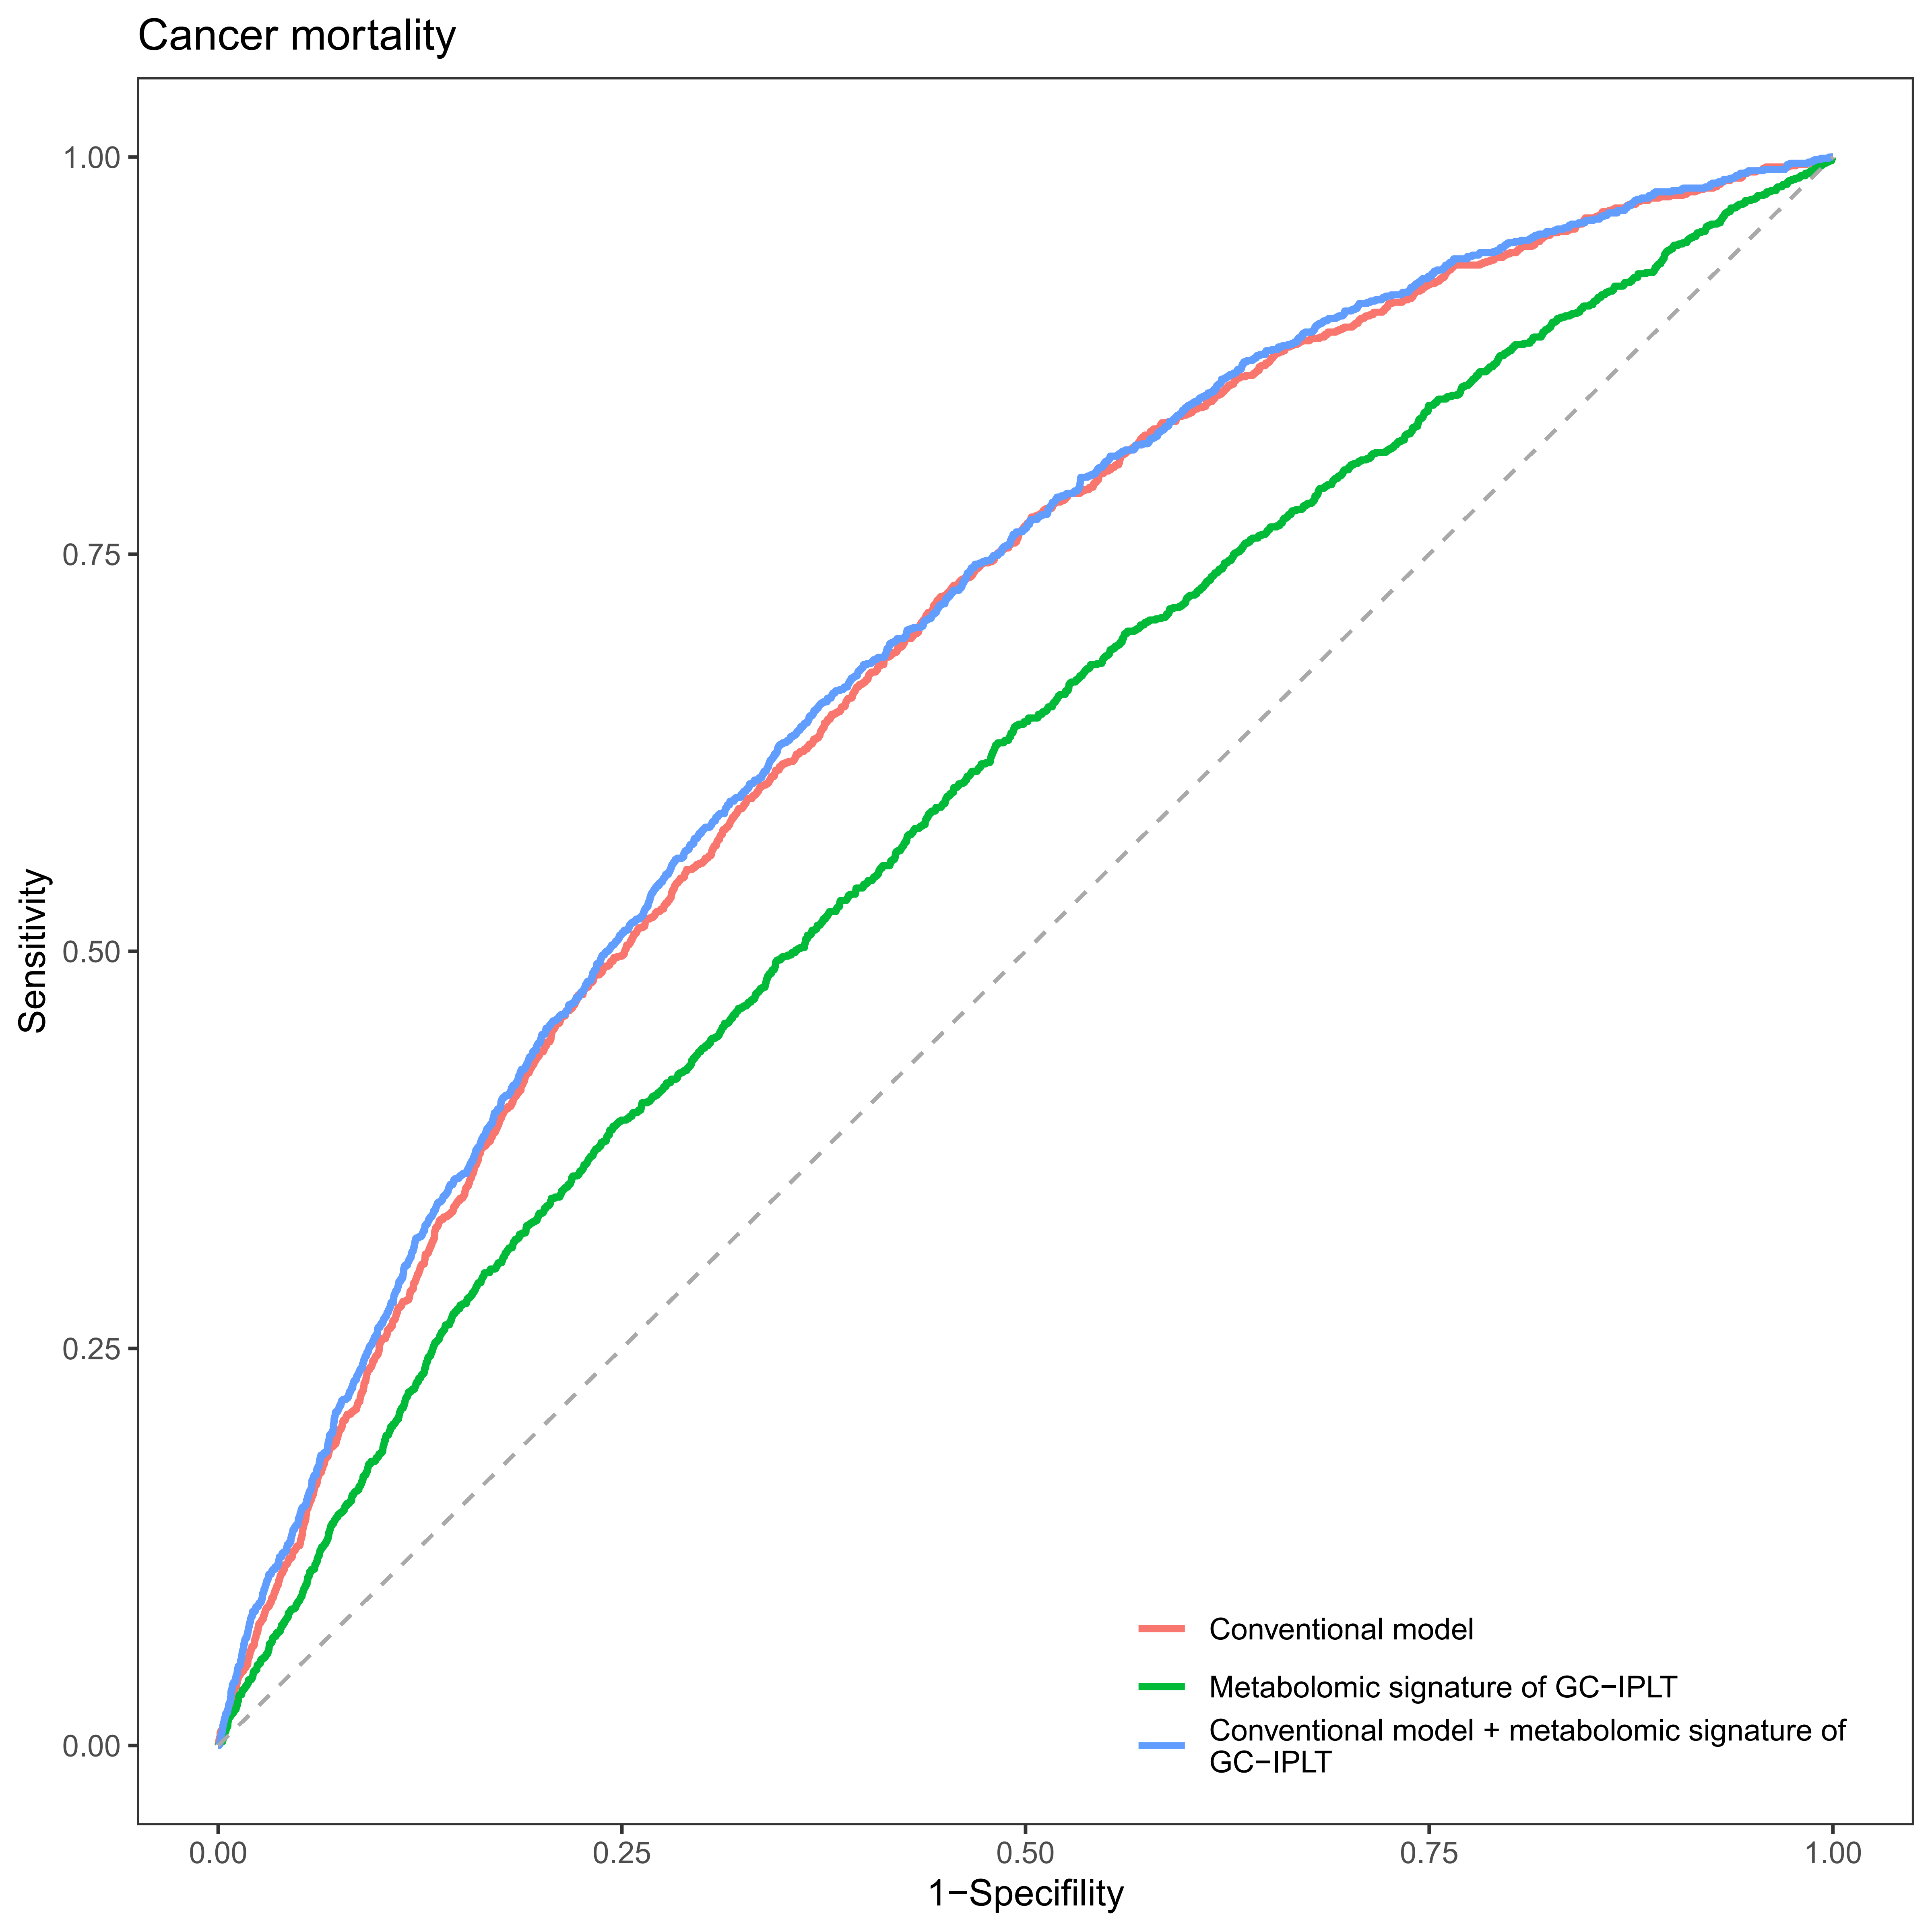 Cancer mortality
1.00
0.75
0.50
0.25
0.00
Sensitivity
Conventional model
Metabolomic signature of GC−IPLT
Conventional model + metabolomic signature of
GC−IPLT
0.00 0.25 0.50 0.75 1.00
1−Specifility